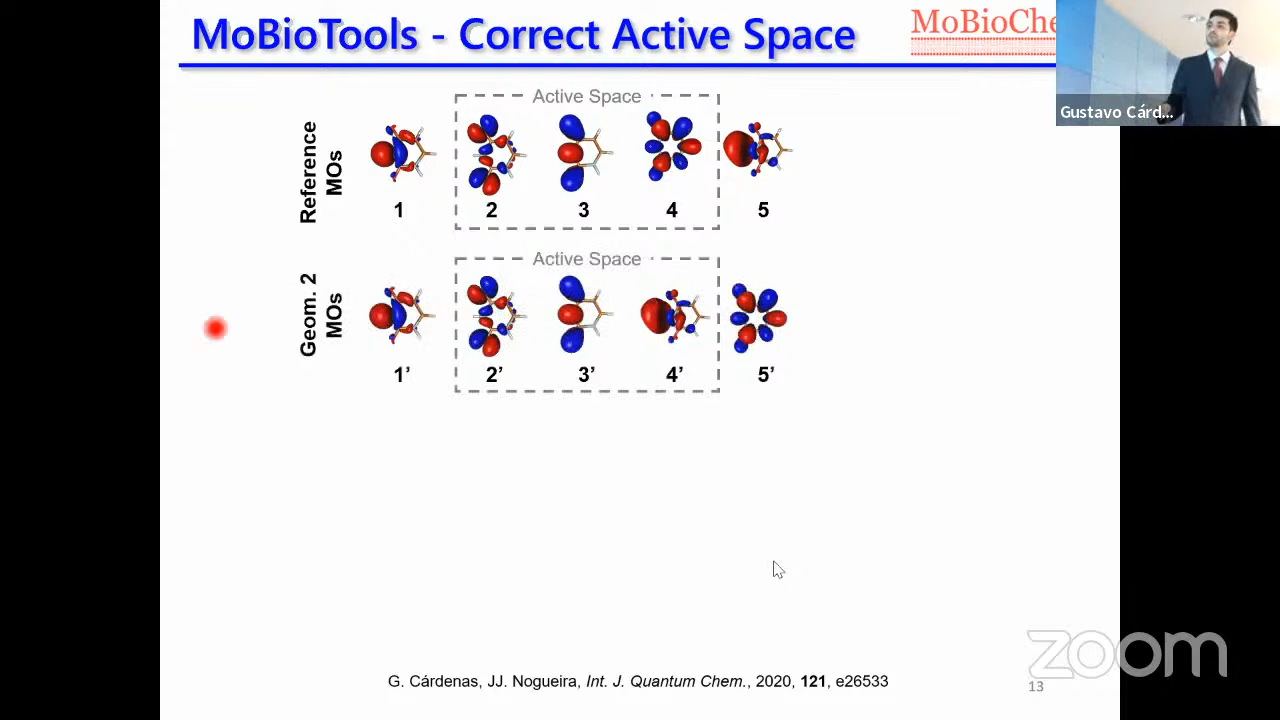 MoBioTools - Correct Active Space
MoBioChe
Gustavo Cárd...
Active Space
Reference
MOs
1
2
3
4
5
Active Space
Geom. 2
MOs
1’
2’
3’
4’
5’
G. Cárdenas, JJ. Nogueira, Int. J. Quantum Chem., 2020, 121, e26533
zoom
13